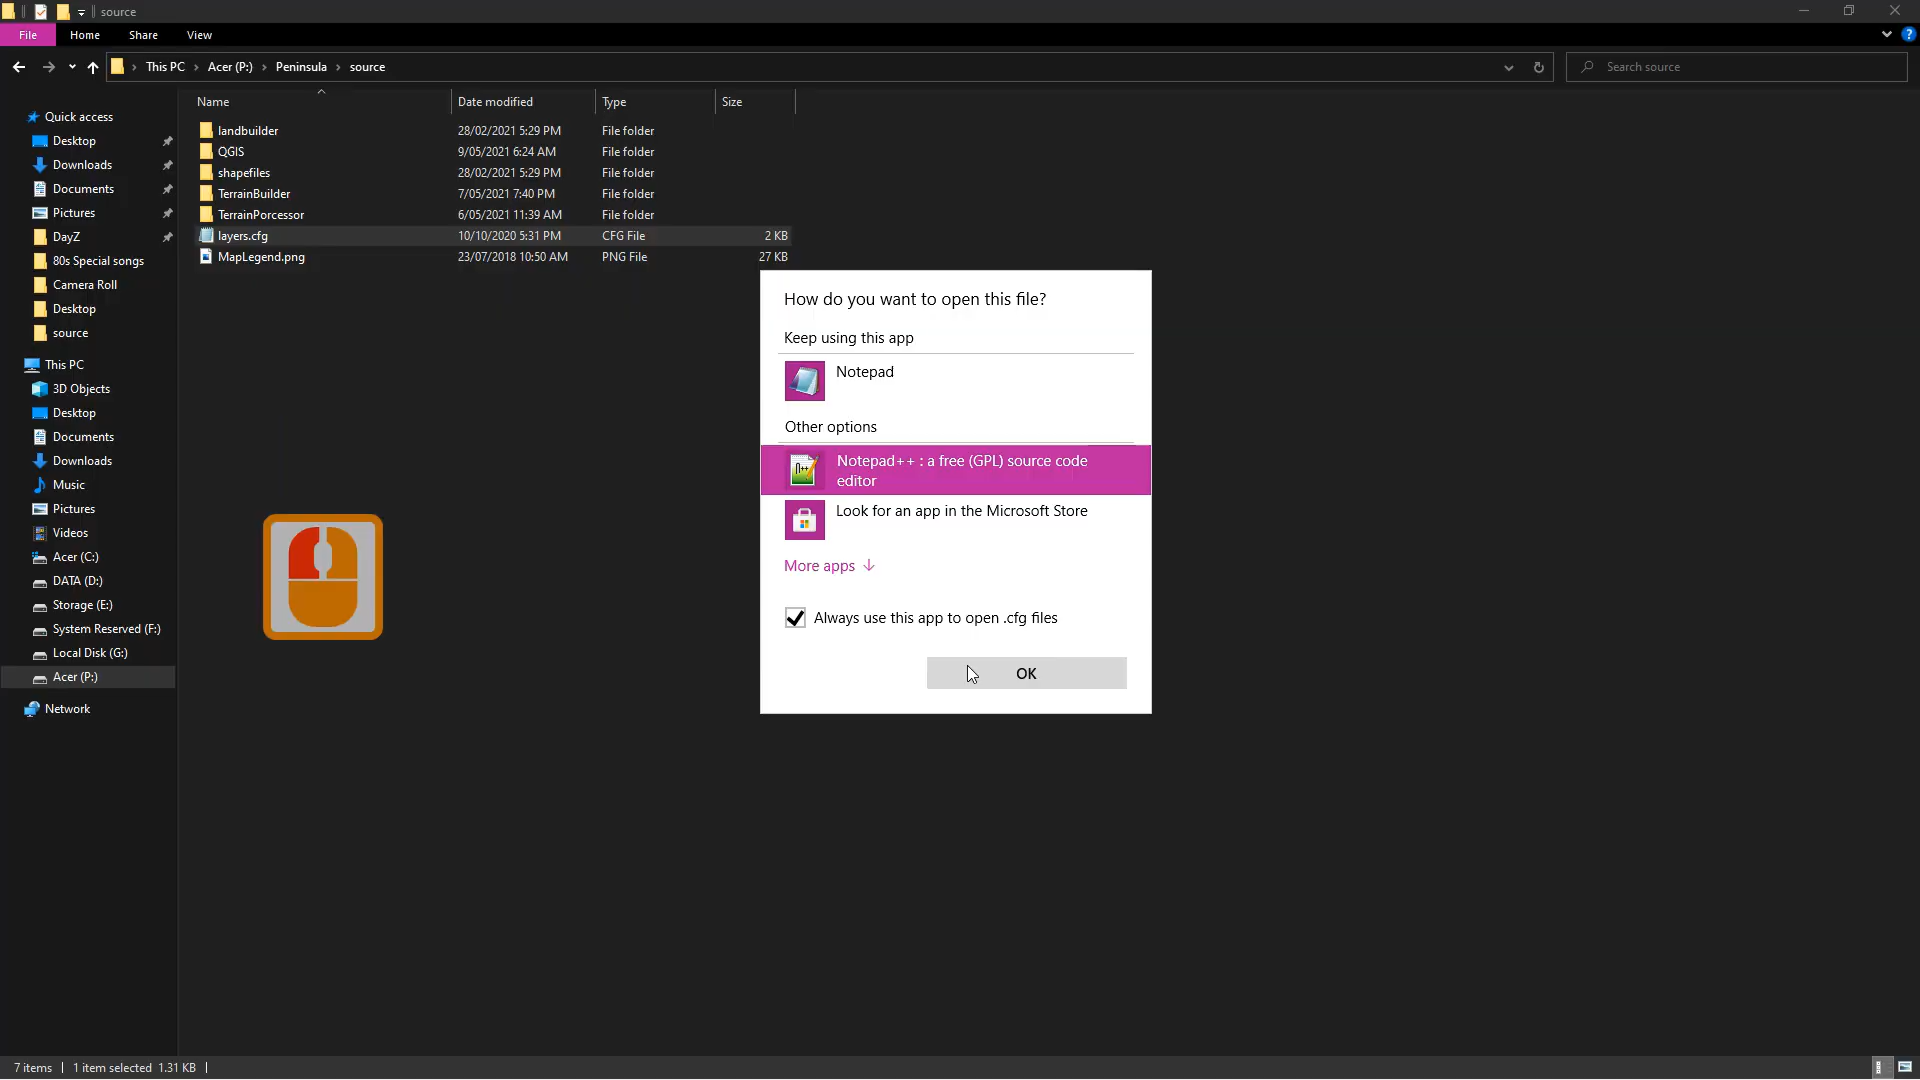 source
File Home Share View
This PC > Acer (P:) > Peninsula > source
Search source
Name Date modified Type Size
landbuilder 28/02/2021 5:29 PM File folder
QGIS 9/05/2021 6:24 AM File folder
shapefiles 28/02/2021 5:29 PM File folder
TerrainBuilder 7/05/2021 7:40 PM File folder
TerrainPorcessor 6/05/2021 11:39 AM File folder
layers.cfg 10/10/2020 5:31 PM CFG File 2 KB
MapLegend.png 23/07/2018 10:50 AM PNG File 27 KB
Quick access
Desktop
Downloads
Documents
Pictures
DayZ
80s Special songs
Camera Roll
Desktop
source
This PC
3D Objects
Desktop
Documents
Downloads
Music
Pictures
Videos
Acer (C:)
DATA (D:)
Storage (E:)
System Reserved (F:)
Local Disk (G:)
Acer (P:)
Network
How do you want to open this file?
Keep using this app
Notepad
Other options
Notepad++ : a free (GPL) source code
editor
Look for an app in the Microsoft Store
More apps
Always use this app to open .cfg files
OK
7 items 1 item selected 1.31 KB